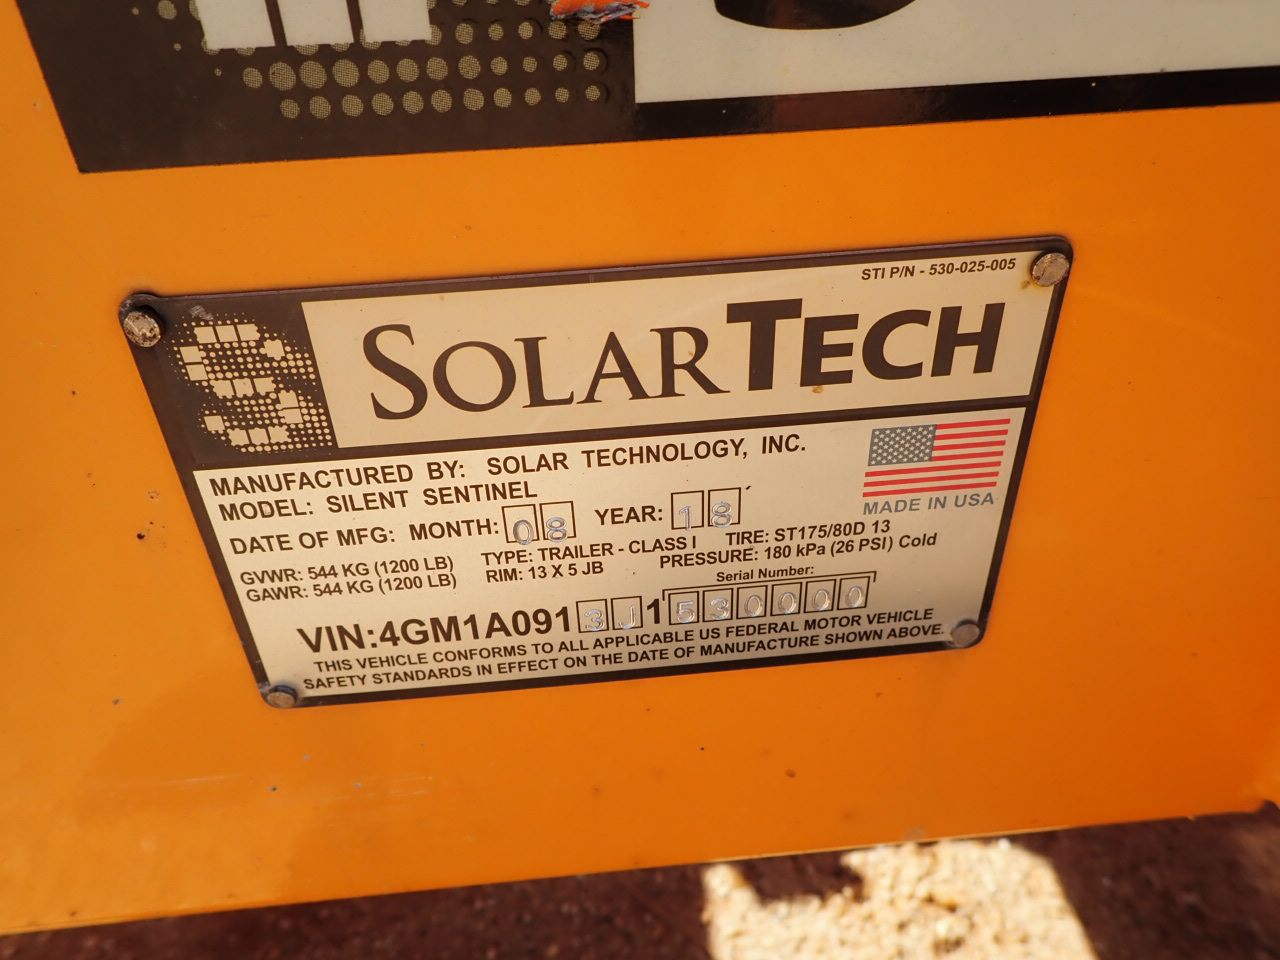 STI P/N - 530-025-005
SOLARTECH
MANUFACTURED BY: SOLAR TECHNOLOGY, INC.
MODEL: SILENT SENTINEL
MADE IN USA
DATE OF MFG: MONTH: 08 YEAR: 18
GVWR: 544 KG (1200 LB) TYPE: TRAILER - CLASS I TIRE: ST175/80D 13
GAWR: 544 KG (1200 LB) RIM: 13 X 5 JB PRESSURE: 180 kPa (26 PSI) Cold
Serial Number:
VIN:4GM1A0913J1530000
THIS VEHICLE CONFORMS TO ALL APPLICABLE US FEDERAL MOTOR VEHICLE
SAFETY STANDARDS IN EFFECT ON THE DATE OF MANUFACTURE SHOWN ABOVE.